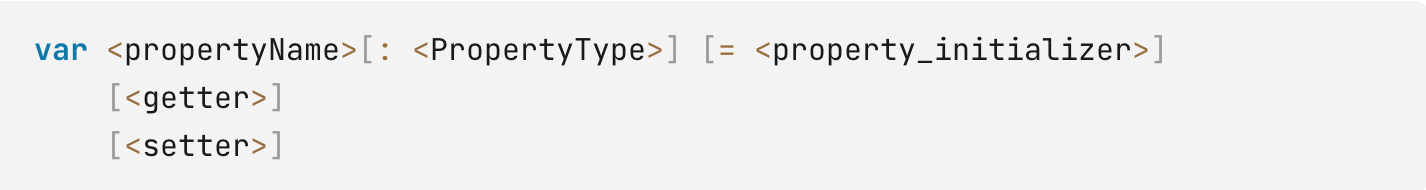 var <propertyName>[: <PropertyType>] [= <property_initializer>]
    [<getter>]
    [<setter>]